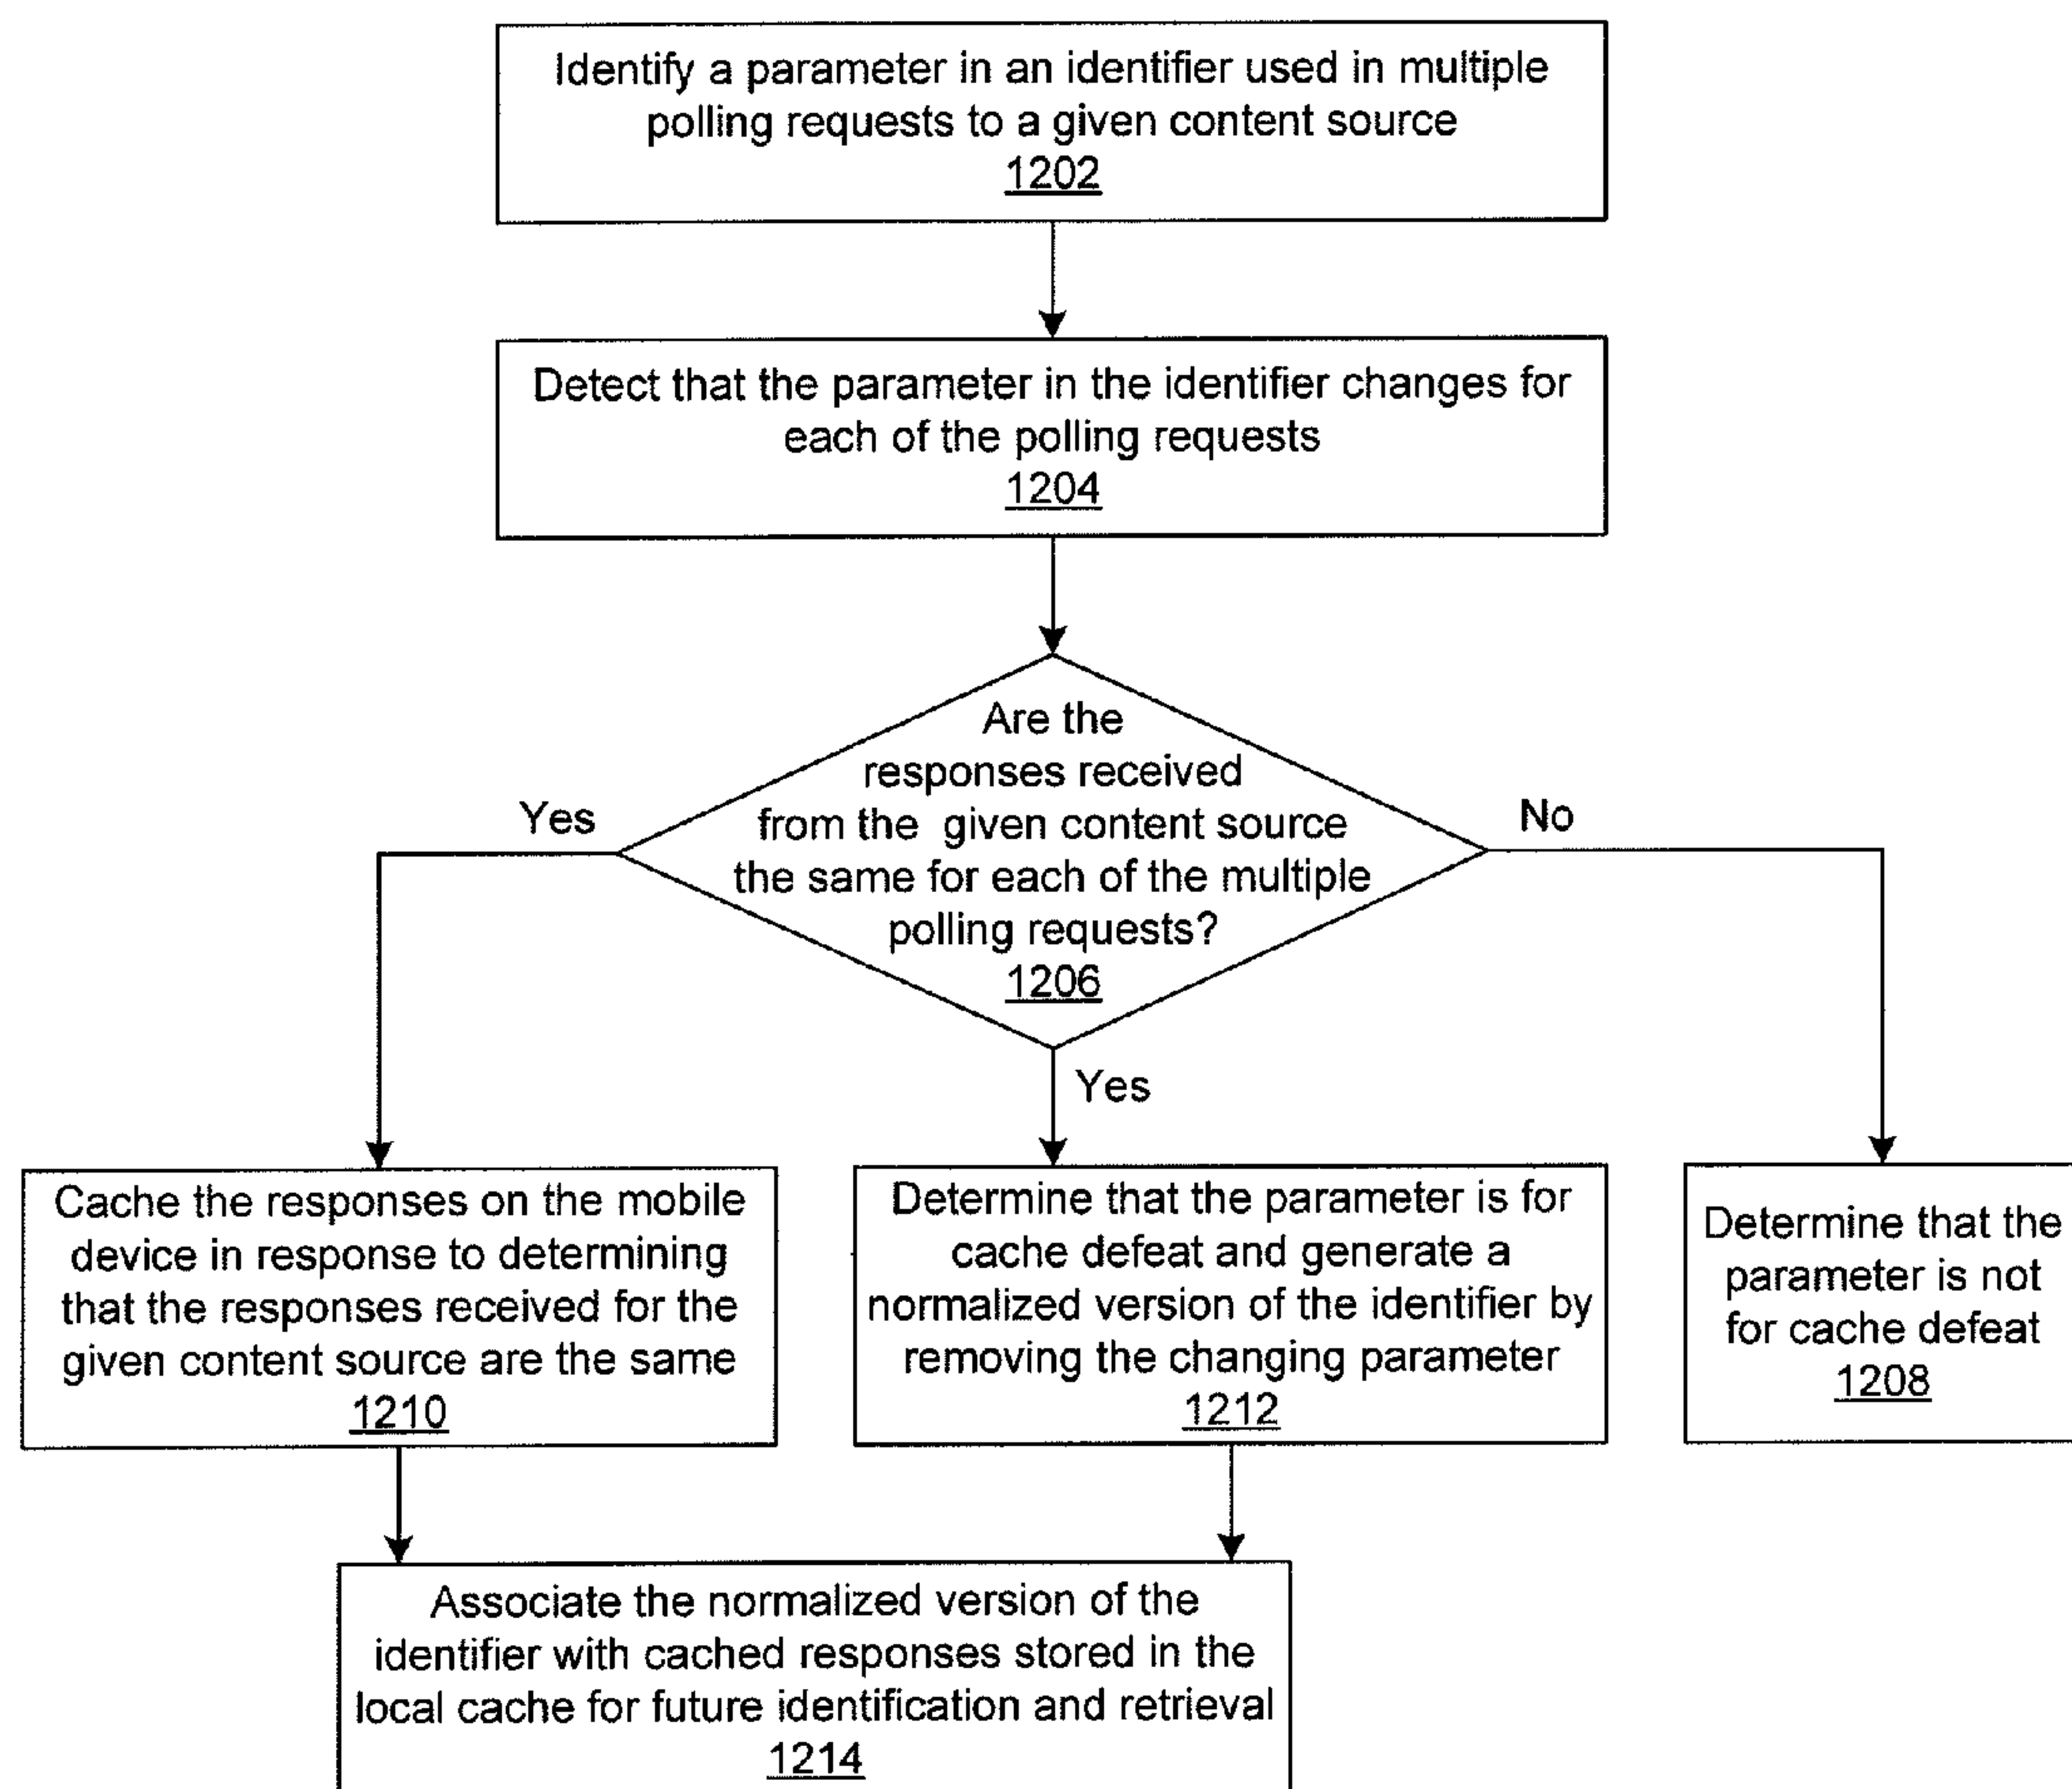 Identify a parameter in an identifier used in multiple
polling requests to a given content source
1202
Detect that the parameter in the identifier changes for
each of the polling requests
1204
Are the
responses received
from the given content source
the same for each of the multiple
polling requests?
1206
Yes
No
Yes
Cache the responses on the mobile
device in response to determining
that the responses received for the
given content source are the same
1210
Determine that the parameter is for
cache defeat and generate a
normalized version of the identifier by
removing the changing parameter
1212
Determine that the
parameter is not
for cache defeat
1208
Associate the normalized version of the
identifier with cached responses stored in the
local cache for future identification and retrieval
1214